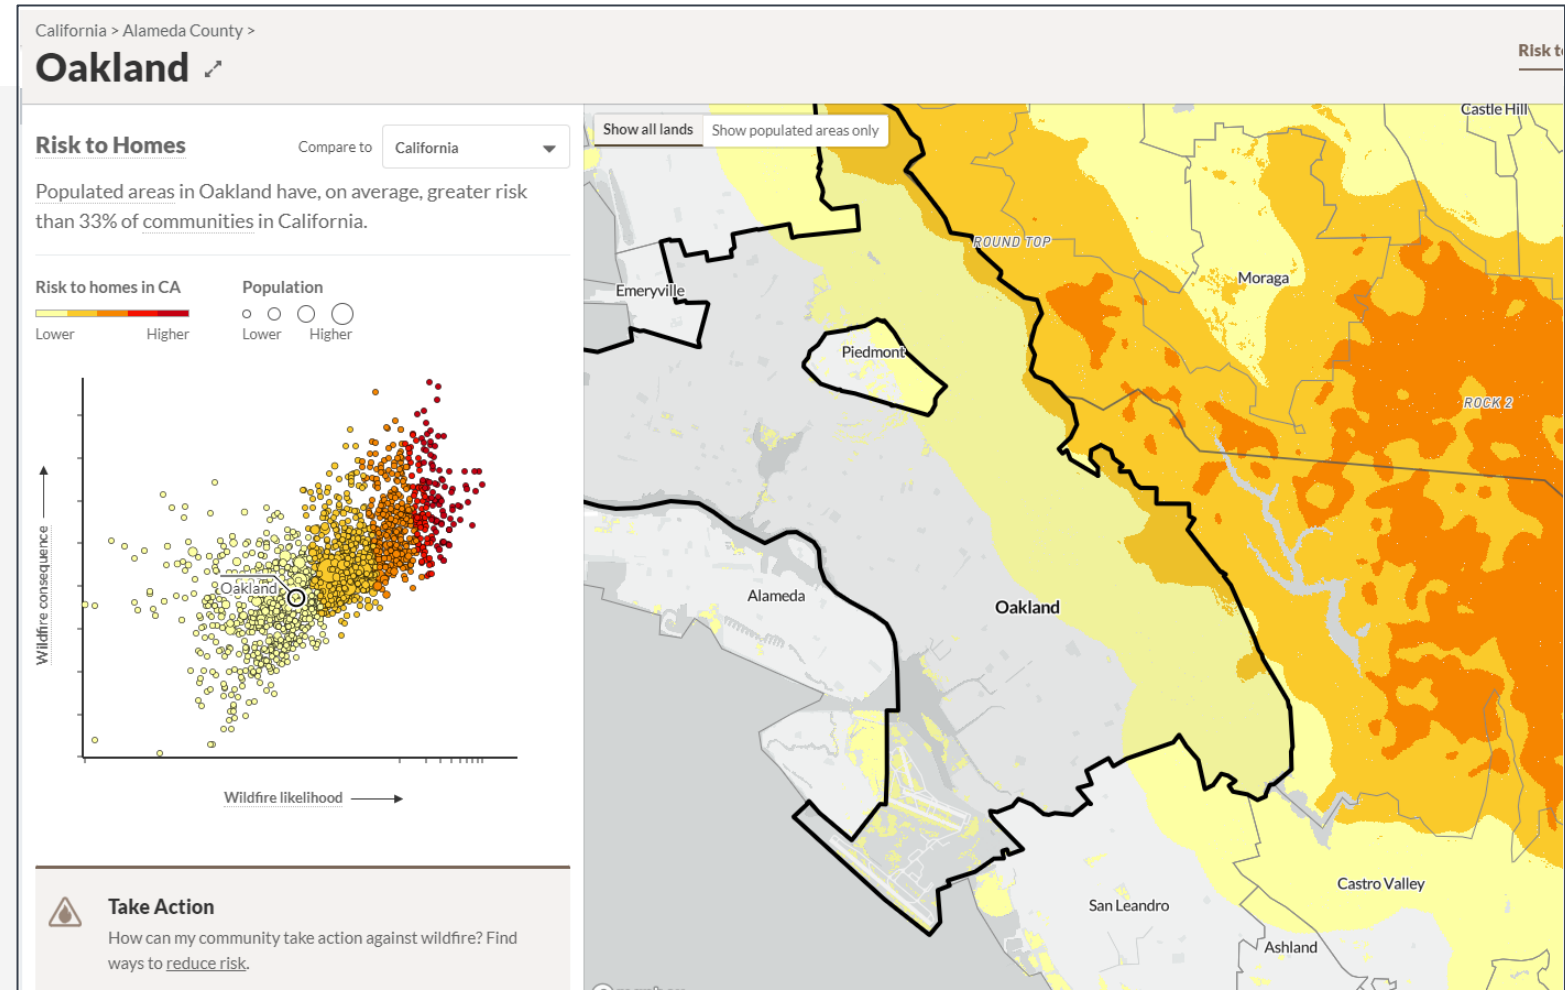 California > Alameda County >
Oakland
Risk t
Risk to Homes
Compare to
California
Populated areas in Oakland have, on average, greater risk
than 33% of communities in California.
Risk to homes in CA
Population
Lower
Higher
Lower
Higher
Wildfire consequence
Oakland
Wildfire likelihood
Take Action
How can my community take action against wildfire? Find
ways to reduce risk.
Show all lands
Show populated areas only
Castle Hill
ROUND TOP
Moraga
Emeryville
Piedmont
ROCK 2
Alameda
Oakland
Castro Valley
San Leandro
Ashland